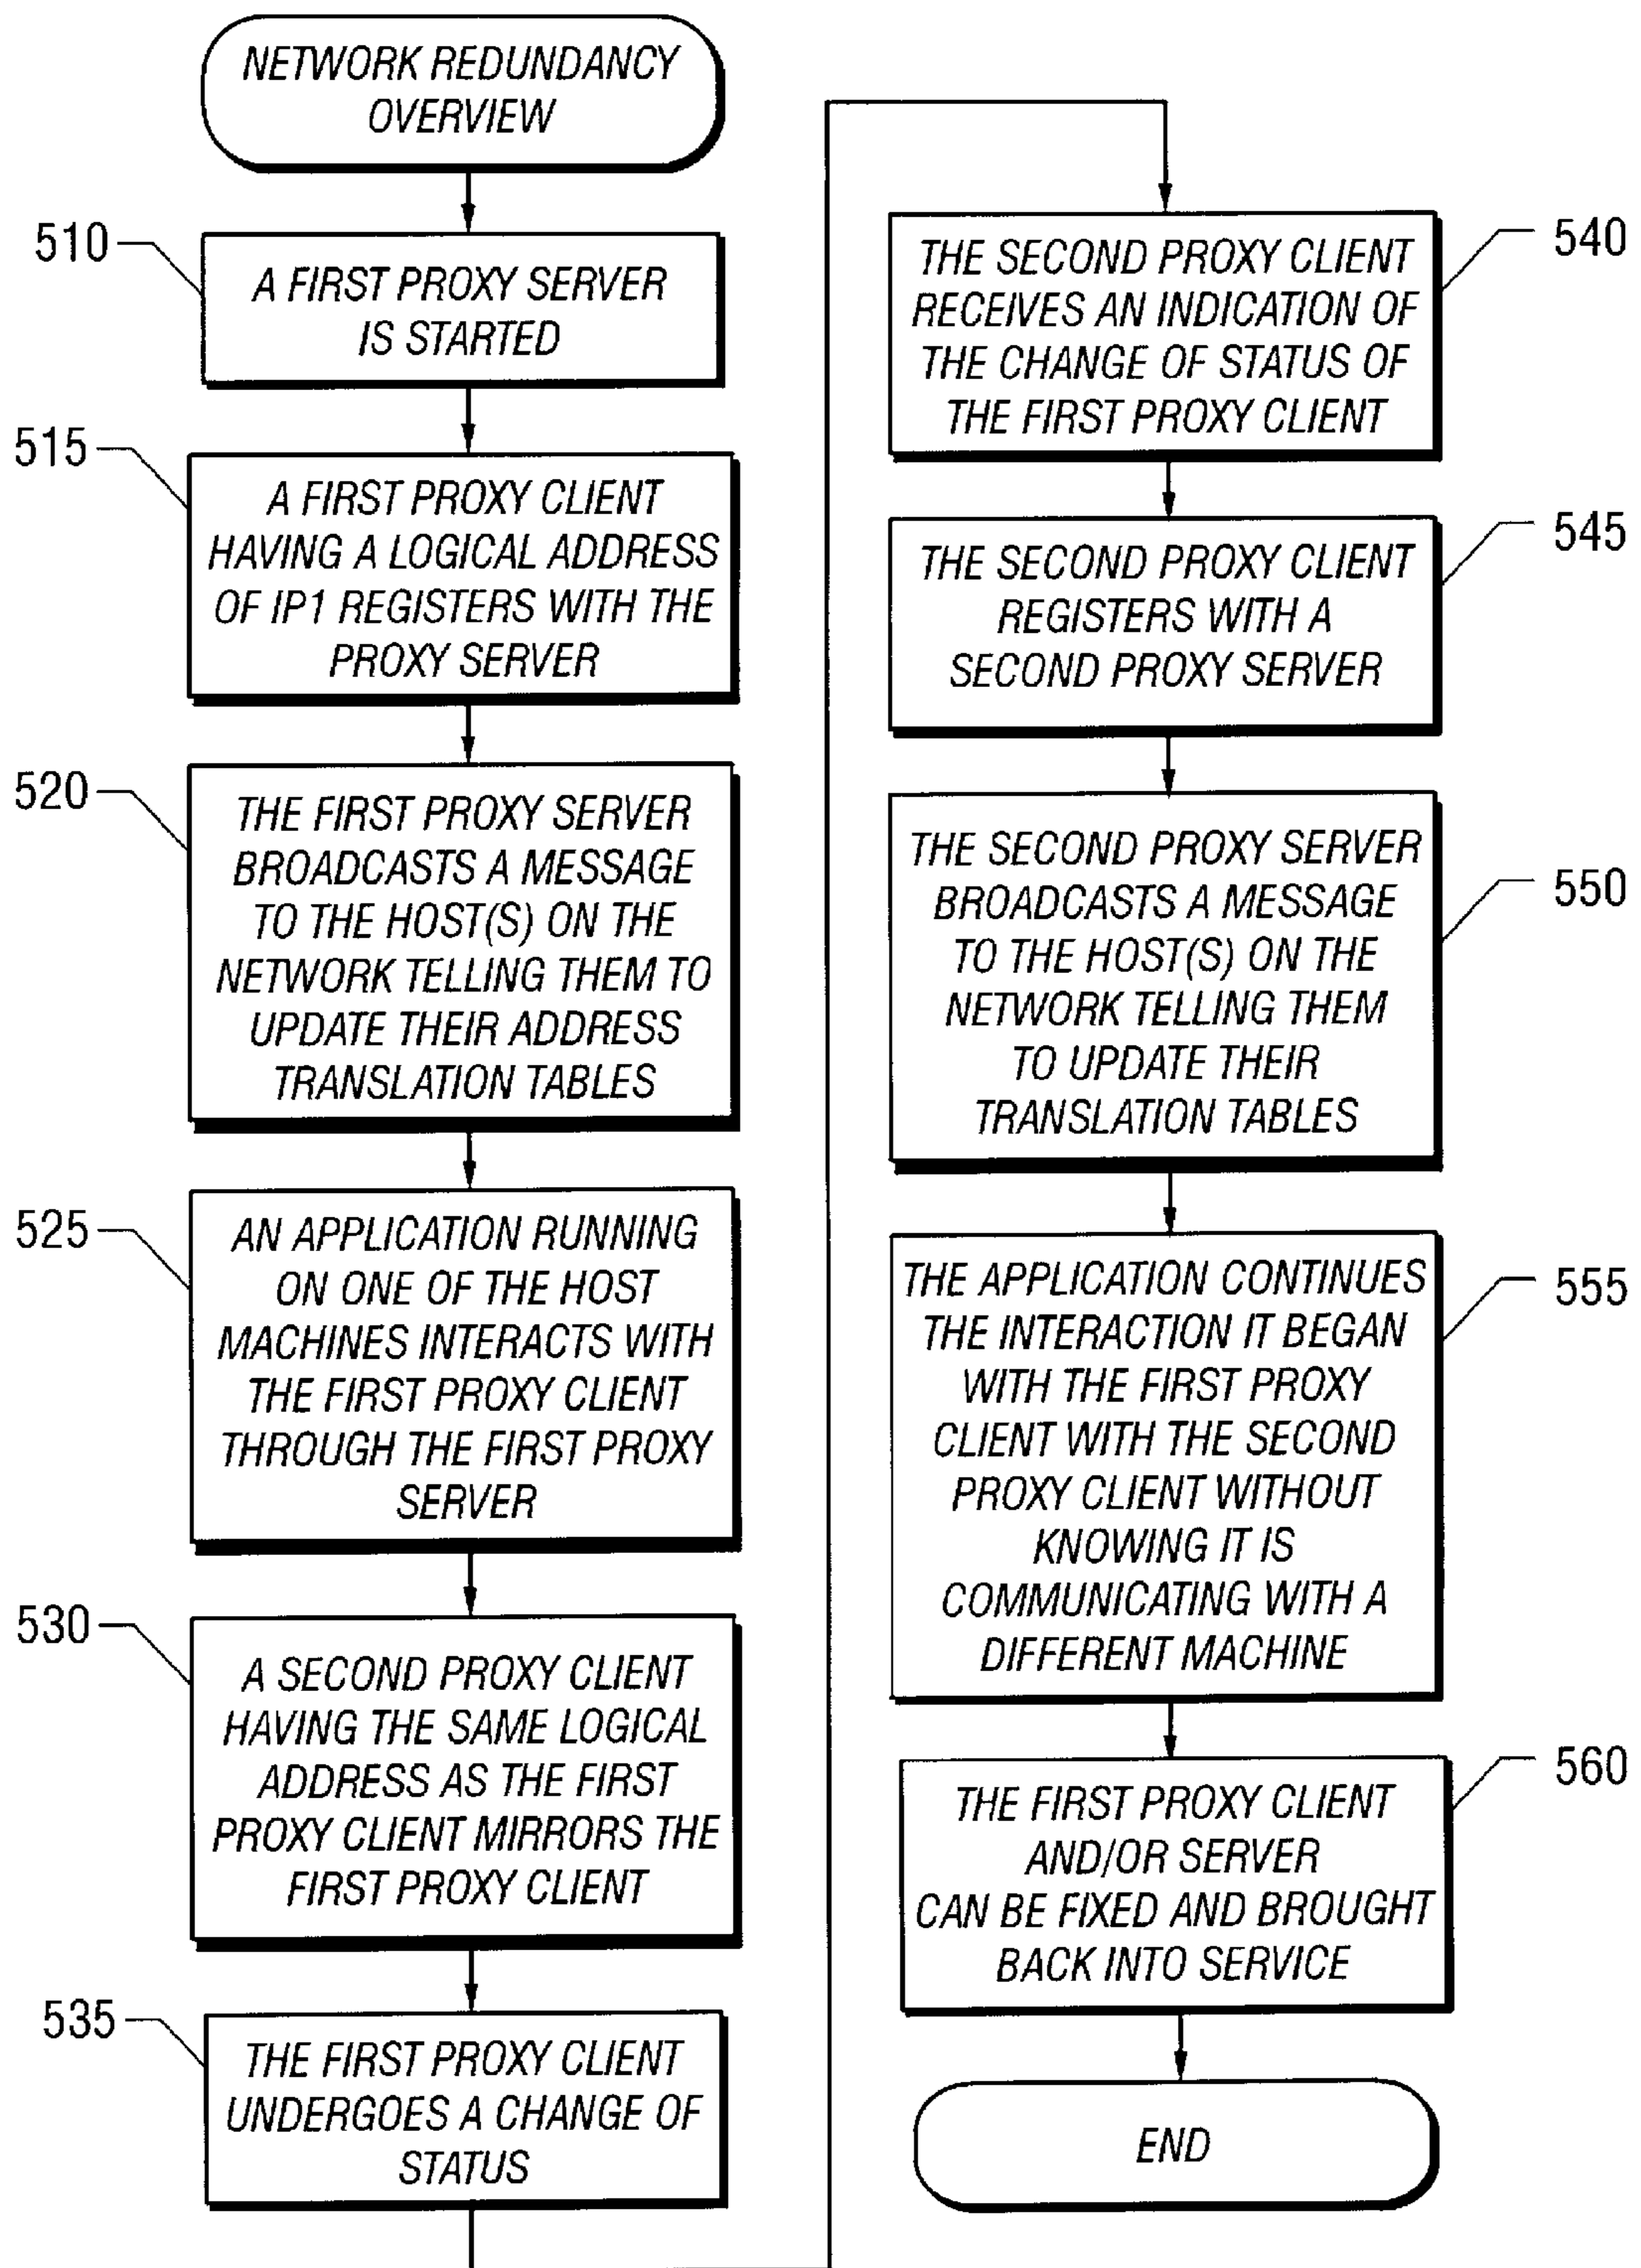 NETWORK REDUNDANCY
OVERVIEW
510
A FIRST PROXY SERVER
IS STARTED
515
A FIRST PROXY CLIENT
HAVING A LOGICAL ADDRESS
OF IP1 REGISTERS WITH THE
PROXY SERVER
520
THE FIRST PROXY SERVER
BROADCASTS A MESSAGE
TO THE HOST(S) ON THE
NETWORK TELLING THEM TO
UPDATE THEIR ADDRESS
TRANSLATION TABLES
525
AN APPLICATION RUNNING
ON ONE OF THE HOST
MACHINES INTERACTS WITH
THE FIRST PROXY CLIENT
THROUGH THE FIRST PROXY
SERVER
530
A SECOND PROXY CLIENT
HAVING THE SAME LOGICAL
ADDRESS AS THE FIRST
PROXY CLIENT MIRRORS THE
FIRST PROXY CLIENT
535
THE FIRST PROXY CLIENT
UNDERGOES A CHANGE OF
STATUS
540
THE SECOND PROXY CLIENT
RECEIVES AN INDICATION OF
THE CHANGE OF STATUS OF
THE FIRST PROXY CLIENT
545
THE SECOND PROXY CLIENT
REGISTERS WITH A
SECOND PROXY SERVER
550
THE SECOND PROXY SERVER
BROADCASTS A MESSAGE
TO THE HOST(S) ON THE
NETWORK TELLING THEM
TO UPDATE THEIR
TRANSLATION TABLES
555
THE APPLICATION CONTINUES
THE INTERACTION IT BEGAN
WITH THE FIRST PROXY
CLIENT WITH THE SECOND
PROXY CLIENT WITHOUT
KNOWING IT IS
COMMUNICATING WITH A
DIFFERENT MACHINE
560
THE FIRST PROXY CLIENT
AND/OR SERVER
CAN BE FIXED AND BROUGHT
BACK INTO SERVICE
END